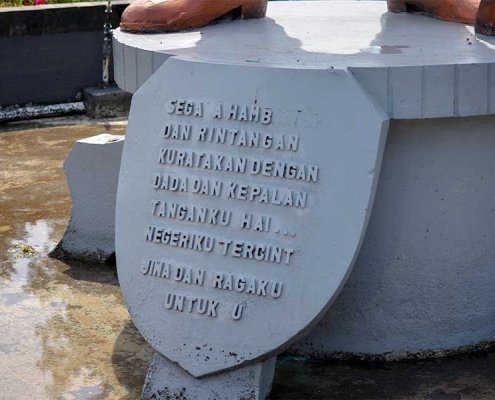 SEGA A HAMB
DAN RINTANGAN
KURATAKAN DENGAN
DADA DAN KEPALAN
TANGANKU HAI...
NEGERIKU TERCINT
JIWA DAN RAGAKU
UNTUK U